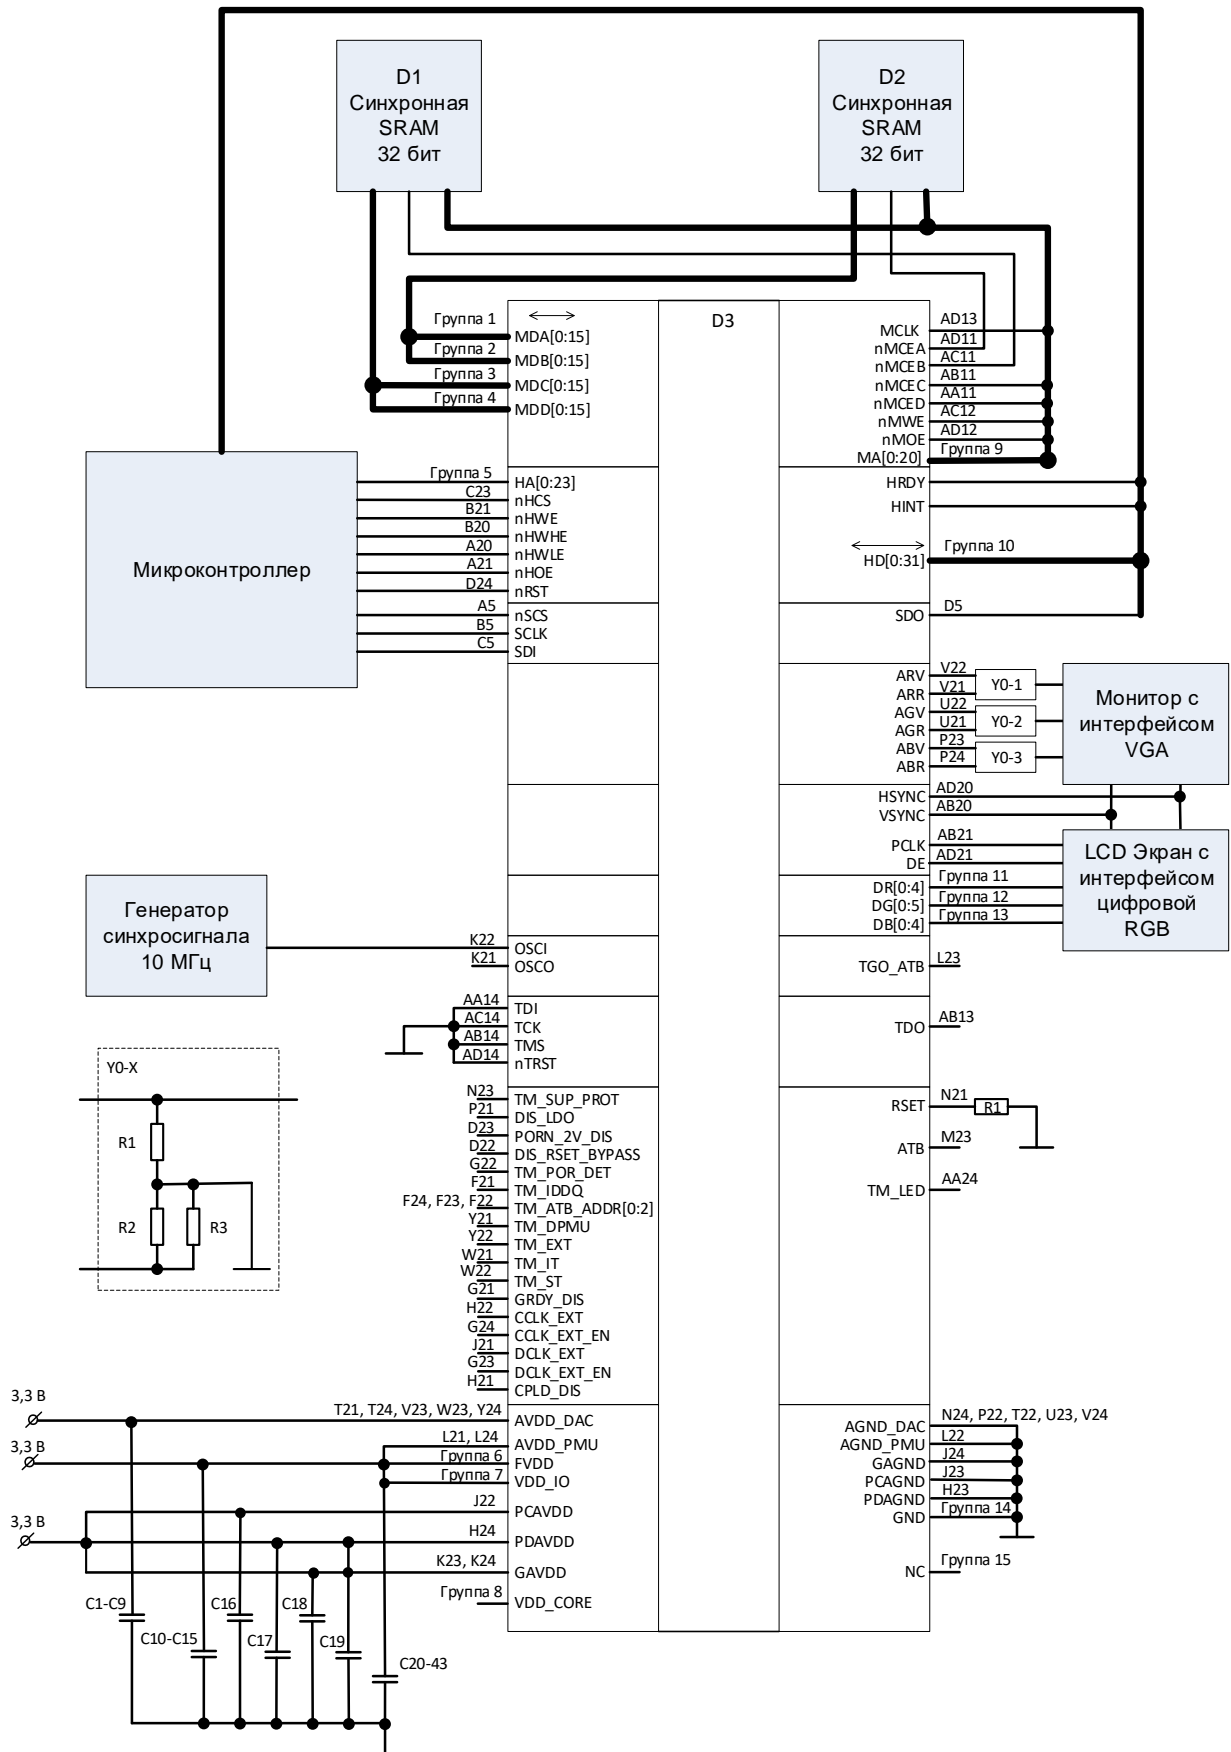 D1
Синхронная
SRAM
32 бит
D2
Синхронная
SRAM
32 бит
D3
Группа 1
MDA[0:15]
Группа 2
MDB[0:15]
Группа 3
MDC[0:15]
Группа 4
MDD[0:15]
MCLK AD13
nMCEA AD11
nMCEB AC11
nMCEC AB11
nMCED AA11
nMWE AC12
nMOE AD12
MA[0:20] Группа 9
Микроконтроллер
Группа 5 HA[0:23]
C23 nHCS
B21 nHWE
B20 nHWHE
A20 nHWLE
A21 nHOE
D24 nRST
A5 nSCS
B5 SCLK
C5 SDI
HRDY
HINT
HD[0:31] Группа 10
SDO D5
ARV V22
ARR V21
AGV U22
AGR U21
ABV P23
ABR P24
Y0-1
Y0-2
Y0-3
Монитор с
интерфейсом
VGA
HSYNC AD20
VSYNC AB20
PCLK AB21
DE AD21
DR[0:4] Группа 11
DG[0:5] Группа 12
DB[0:4] Группа 13
LCD Экран с
интерфейсом
цифровой
RGB
Генератор
синхросигнала
10 МГц
K22 OSCI
K21 OSCO
TGO_ATB L23
AA14 TDI
AC14 TCK
AB14 TMS
AD14 nTRST
TDO AB13
Y0-X
R1
R2
R3
N23 TM_SUP_PROT
P21 DIS_LDO
D23 PORN_2V_DIS
D22 DIS_RSET_BYPASS
G22 TM_POR_DET
F21 TM_IDDQ
F24, F23, F22 TM_ATB_ADDR[0:2]
Y21 TM_DPMU
Y22 TM_EXT
W21 TM_IT
W22 TM_ST
G21 GRDY_DIS
H22 CCLK_EXT
G24 CCLK_EXT_EN
J21 DCLK_EXT
G23 DCLK_EXT_EN
H21 CPLD_DIS
RSET N21 R1
ATB M23
TM_LED AA24
3,3 В
T21, T24, V23, W23, Y24 AVDD_DAC
3,3 В
L21, L24 AVDD_PMU
Группа 6 FVDD
Группа 7 VDD_IO
J22 PCAVDD
3,3 В
H24 PDAVDD
K23, K24 GAVDD
Группа 8 VDD_CORE
AGND_DAC N24, P22, T22, U23, V24
AGND_PMU L22
GAGND J24
PCAGND J23
PDAGND H23
GND Группа 14
NC Группа 15
C1-C9
C10-C15
C16
C17
C18
C19
C20-43